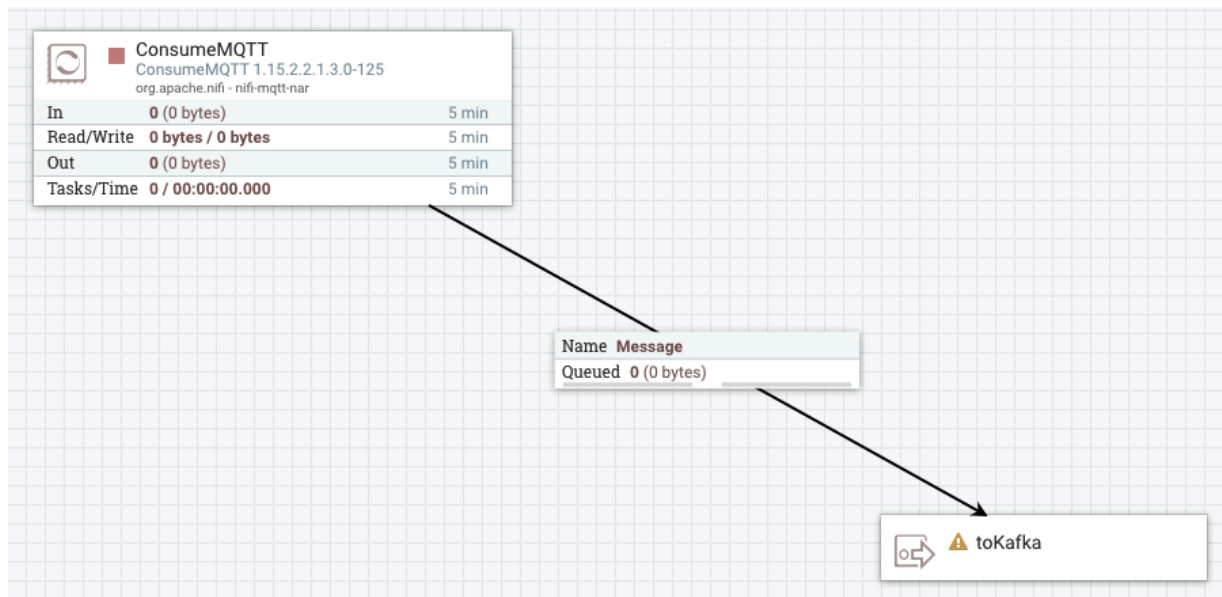 ConsumeMQTT
ConsumeMQTT 1.15.2.2.1.3.0-125
org.apache.nifi - nifi-mqtt-nar
In 0 (0 bytes) 5 min
Read/Write 0 bytes / 0 bytes 5 min
Out 0 (0 bytes) 5 min
Tasks/Time 0 / 00:00:00.000 5 min
Name Message
Queued 0 (0 bytes)
toKafka